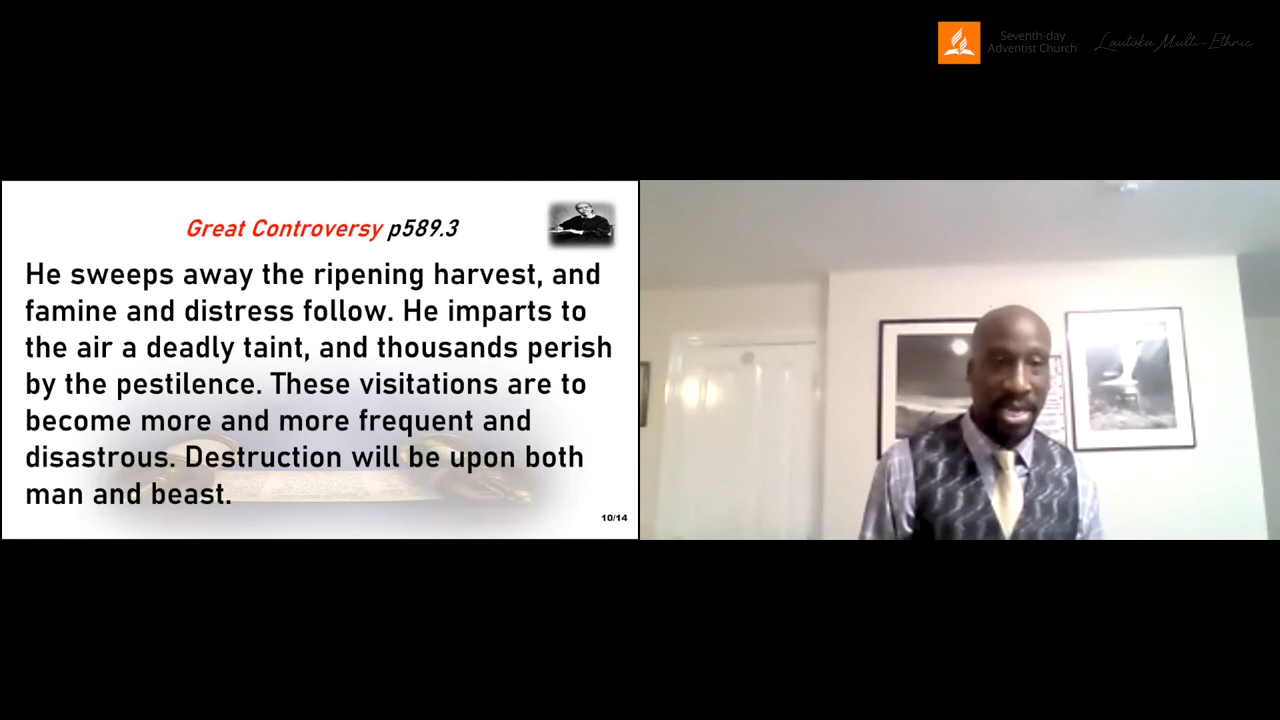 Seventh-day
Adventist Church
Lautoka Multi-Ethnic
Great Controversy p589.3
He sweeps away the ripening harvest, and
famine and distress follow. He imparts to
the air a deadly taint, and thousands perish
by the pestilence. These visitations are to
become more and more frequent and
disastrous. Destruction will be upon both
man and beast.
10/14